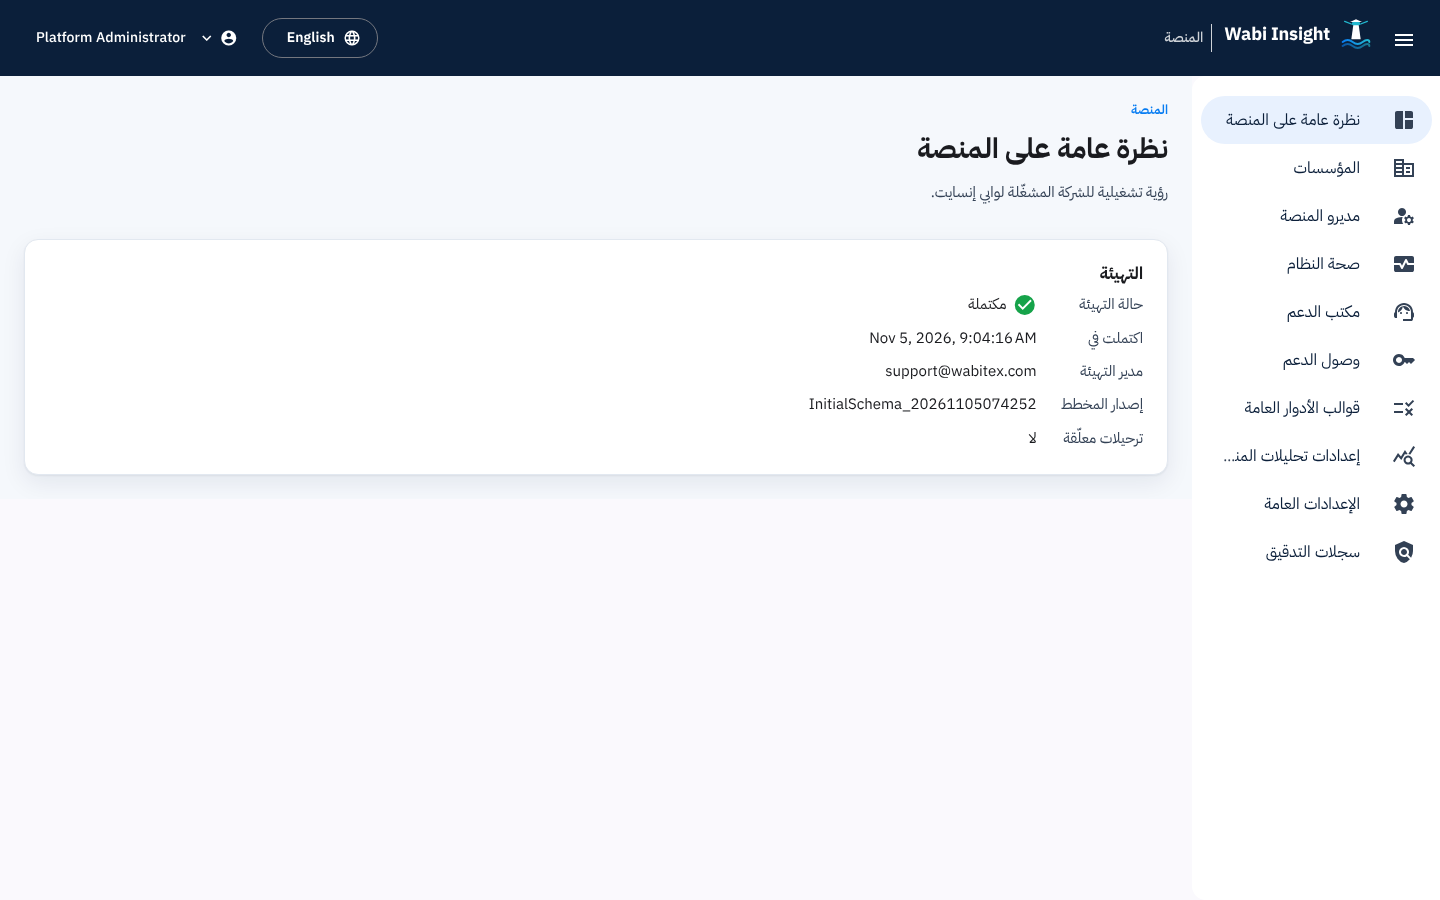 Wabi Insight
المنصة
English
Platform Administrator
نظرة عامة على المنصة
المؤسسات
مديرو المنصة
صحة النظام
مكتب الدعم
وصول الدعم
قوالب الأدوار العامة
إعدادات تحليلات المنـ...
الإعدادات العامة
سجلات التدقيق
المنصة
نظرة عامة على المنصة
رؤية تشغيلية للشركة المشغّلة لوابي إنسايت.
التهيئة
حالة التهيئة مكتملة
اكتملت في Nov 5, 2026, 9:04:16 AM
مدير التهيئة support@wabitex.com
إصدار المخطط InitialSchema_20261105074252
ترحيلات معلّقة لا